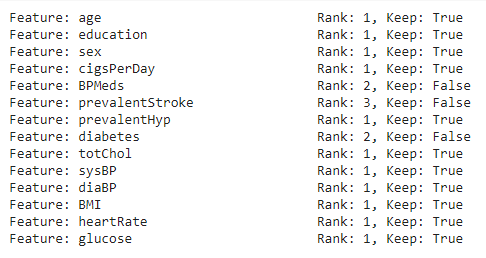 Feature: age Rank: 1, Keep: True
Feature: education Rank: 1, Keep: True
Feature: sex Rank: 1, Keep: True
Feature: cigsPerDay Rank: 1, Keep: True
Feature: BPMeds Rank: 2, Keep: False
Feature: prevalentStroke Rank: 3, Keep: False
Feature: prevalentHyp Rank: 1, Keep: True
Feature: diabetes Rank: 2, Keep: False
Feature: totChol Rank: 1, Keep: True
Feature: sysBP Rank: 1, Keep: True
Feature: diaBP Rank: 1, Keep: True
Feature: BMI Rank: 1, Keep: True
Feature: heartRate Rank: 1, Keep: True
Feature: glucose Rank: 1, Keep: True